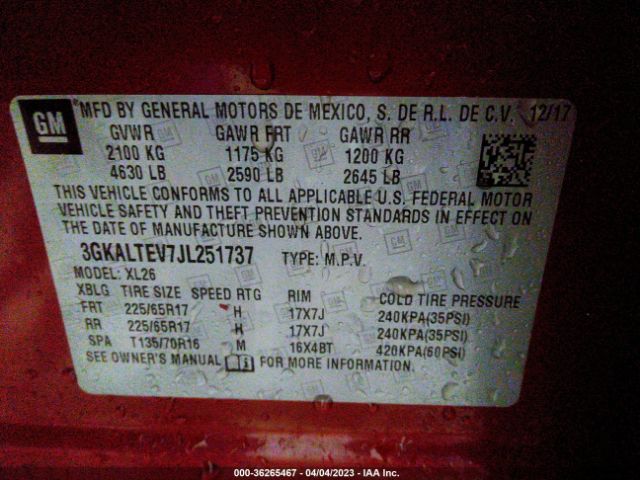 GM
MFD BY GENERAL MOTORS DE MEXICO, S. DE R.L. DE C.V. 12/17
GVWR GAWR FRT GAWR RR
2100 KG 1175 KG 1200 KG
4630 LB 2590 LB 2645 LB
THIS VEHICLE CONFORMS TO ALL APPLICABLE U.S. FEDERAL MOTOR
VEHICLE SAFETY AND THEFT PREVENTION STANDARDS IN EFFECT ON
THE DATE OF MANUFACTURE SHOWN ABOVE.
3GKALTEV7JL251737 TYPE: M.P.V.
MODEL: XL26
XBLG TIRE SIZE SPEED RTG RIM COLD TIRE PRESSURE
FRT 225/65R17 H 17X7J 240KPA(35PSI)
RR 225/65R17 H 17X7J 240KPA(35PSI)
SPA T135/70R16 M 16X4BT 420KPA(60PSI)
SEE OWNER'S MANUAL FOR MORE INFORMATION.
000-36265467 - 04/04/2023 - IAA Inc.